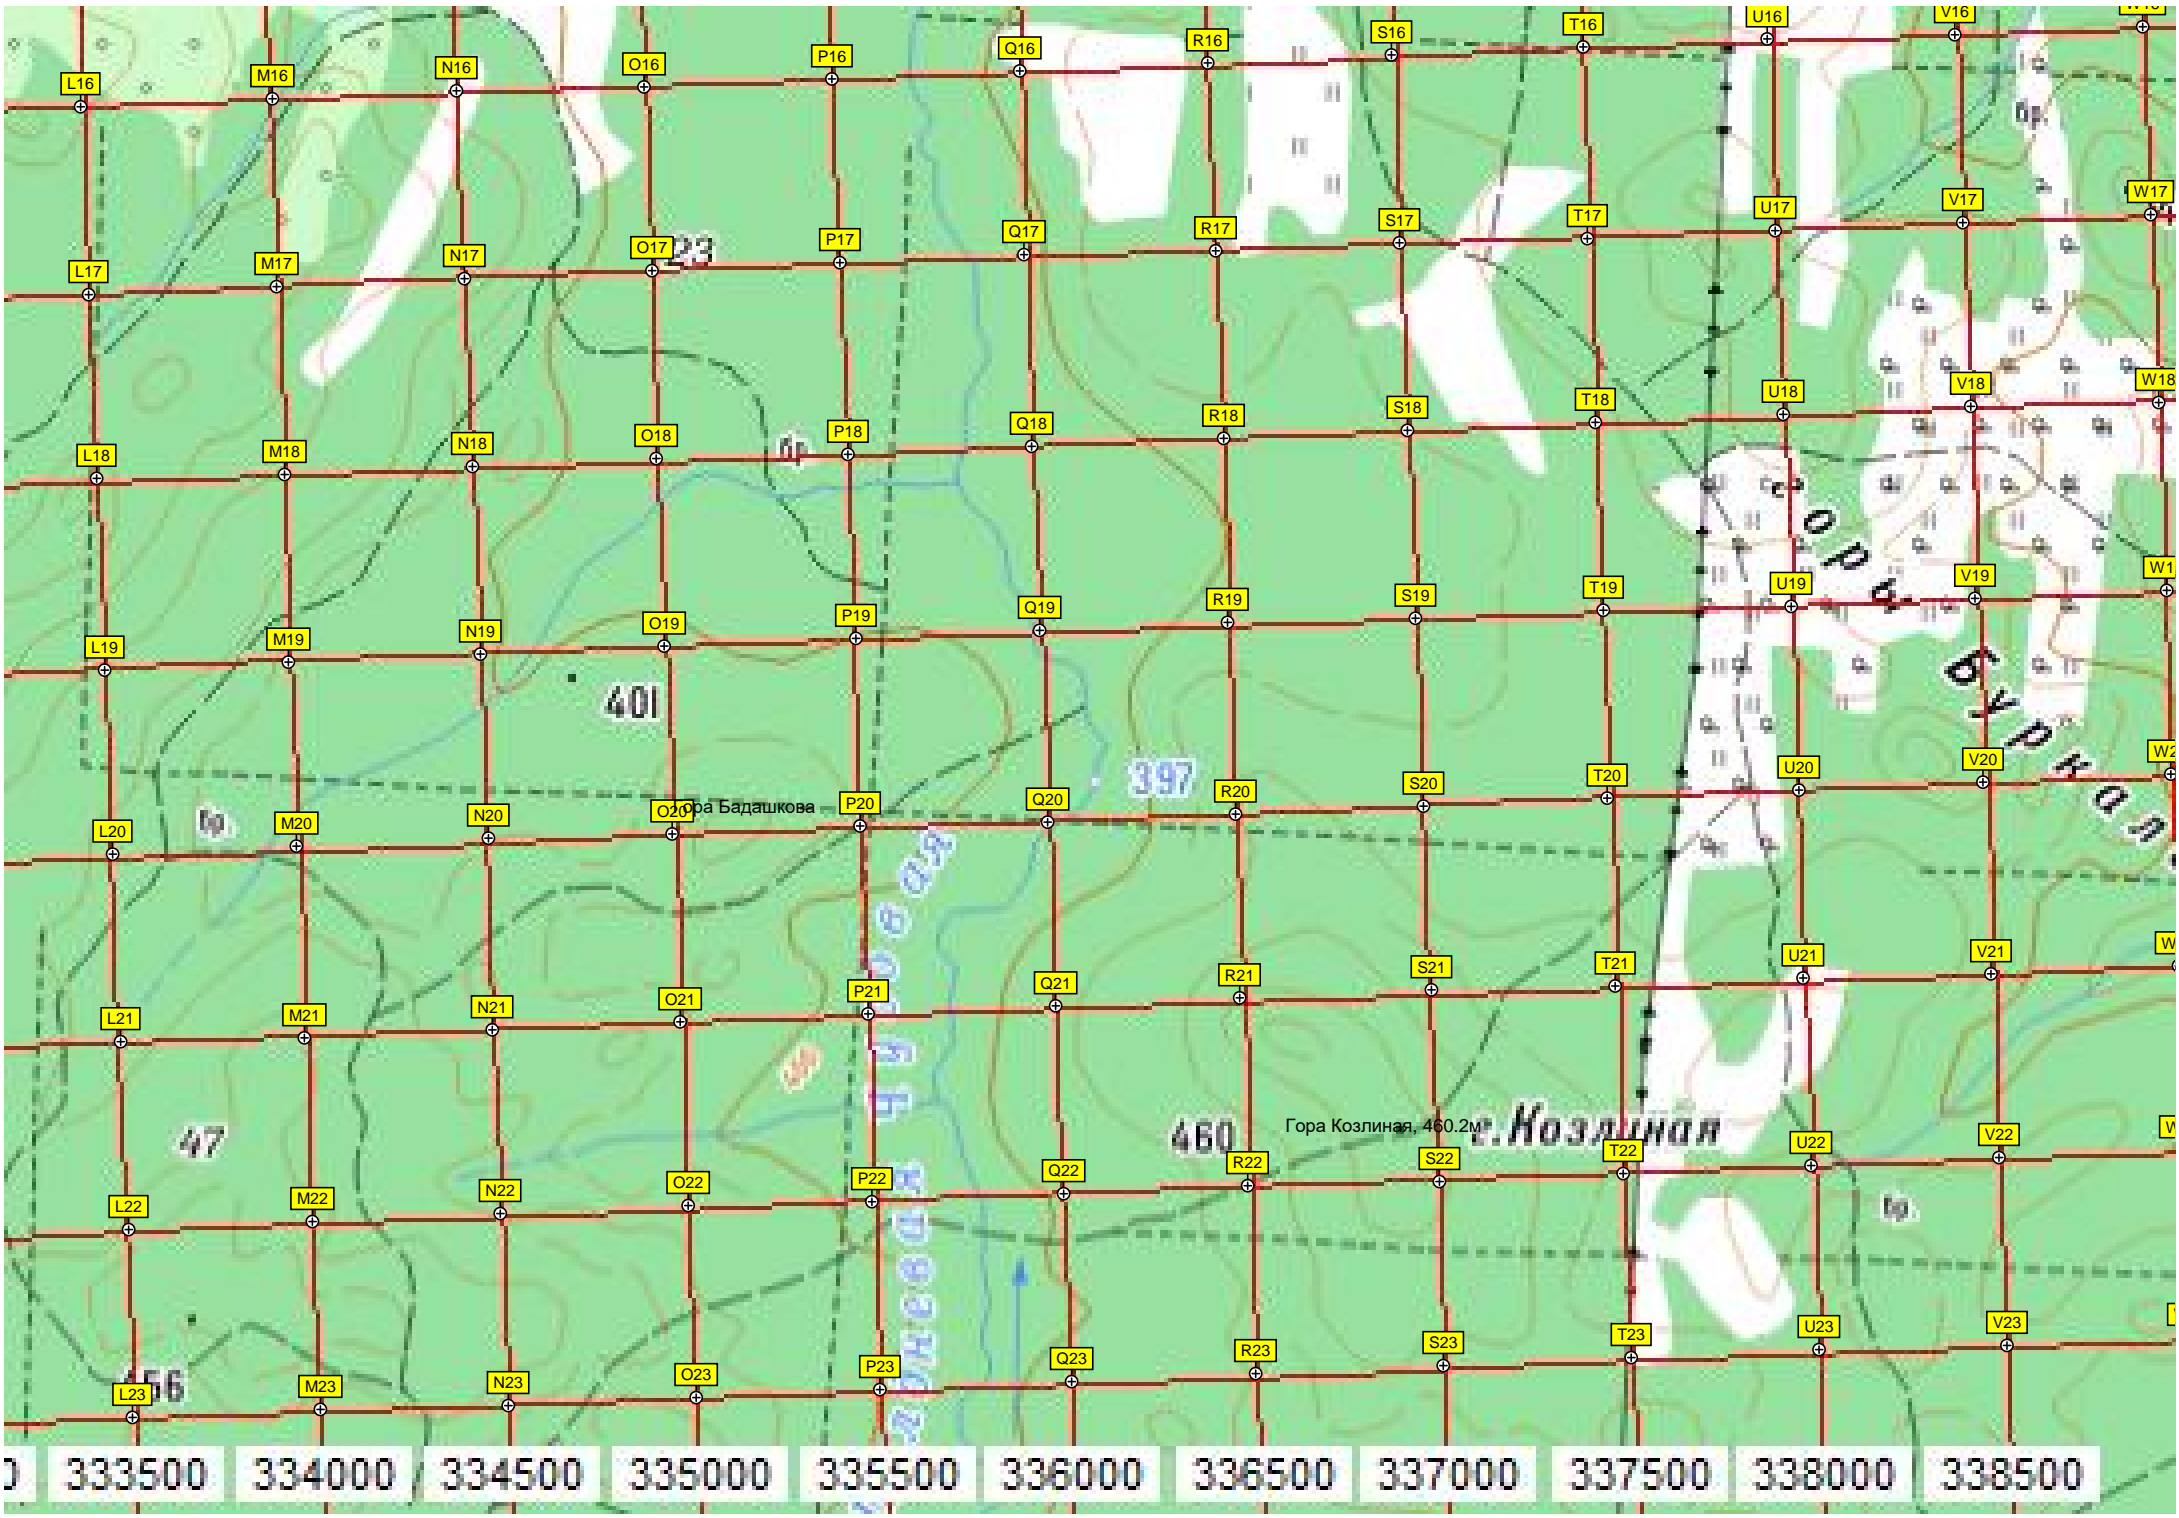 U16 V16
L16 M16 N16 O16 P16 Q16 R16 S16 T16
бр.
L17 M17 N17 O17 P17 Q17 R17 S17 T17 U17 V17 W17
L18 M18 N18 O18 бр. P18 Q18 R18 S18 T18 U18 V18 W18
L19 M19 N19 O19 P19 Q19 R19 S19 T19 U19 V19
401
397
бр.
L20 M20 N20 O20 ора Бадашкова P20 Q20 R20 S20 T20 U20 V20
L21 M21 N21 O21 P21 Q21 R21 S21 T21 U21 V21
47
460 Гора Козлиная, 460.2м г.Козлиная
L22 M22 N22 O22 P22 Q22 R22 S22 T22 U22 V22
бр.
L23 M23 N23 O23 P23 Q23 R23 S23 T23 U23 V23
333500 334000 334500 335000 335500 336000 336500 337000 337500 338000 338500